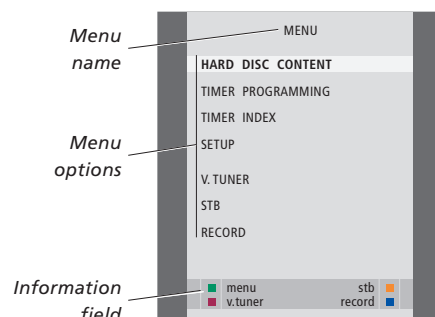 Menu
name
MENU
HARD DISC CONTENT
TIMER PROGRAMMING
TIMER INDEX
Menu
options
SETUP
V. TUNER
STB
RECORD
Information
field
menu stb
v.tuner record